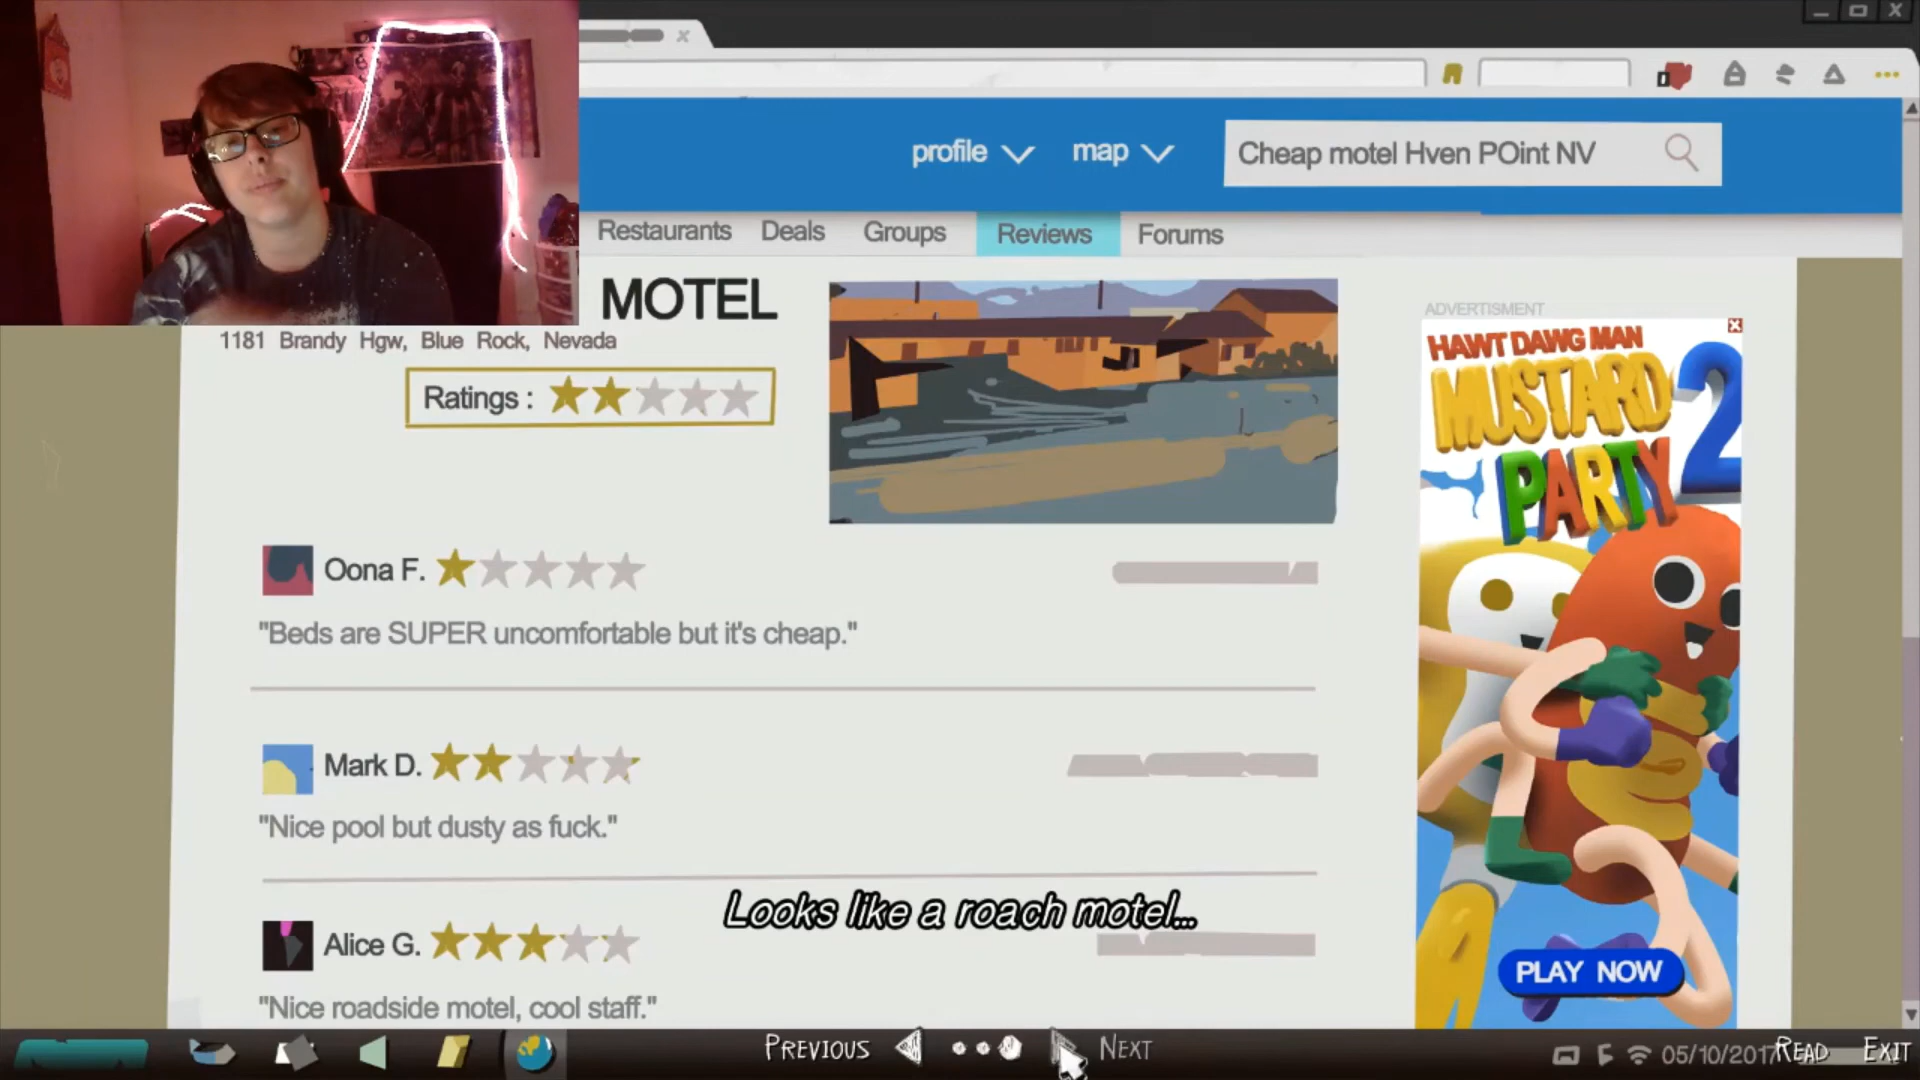 profile
map
Cheap motel Hven POint NV
Restaurants Deals Groups Reviews Forums
MOTEL
1181 Brandy Hgw, Blue Rock, Nevada
Ratings :
Oona F.
"Beds are SUPER uncomfortable but it's cheap."
Mark D.
"Nice pool but dusty as fuck."
Alice G.
"Nice roadside motel, cool staff."
ADVERTISMENT
HAWT DAWG MAN
MUSTARD
PARTY 2
PLAY NOW
Looks like a roach motel...
PREVIOUS NEXT
05/10/2017
READ EXIT